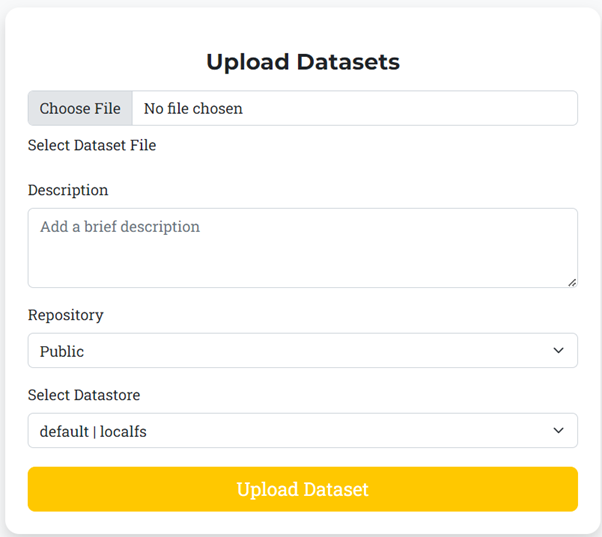 Upload Datasets
Choose File No file chosen
Select Dataset File
Description
Add a brief description
Repository
Public
Select Datastore
default | localfs
Upload Dataset